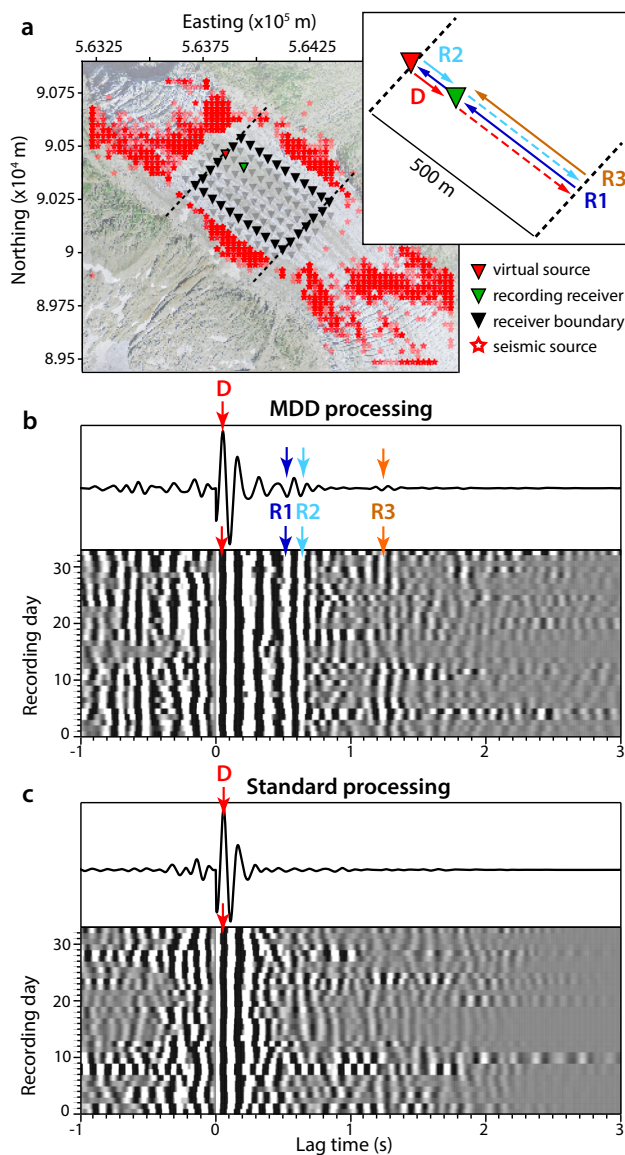 a
Easting (x10⁵ m)
5.6325 5.6375 5.6425
Northing (x10⁴ m)
9.075
9.05
9.025
9
8.975
8.95
R2
D
500 m
R3
R1
virtual source
recording receiver
receiver boundary
seismic source
b
D
MDD processing
R1 R2 R3
Recording day
30
20
10
0
-1 0 1 2 3
c
D
Standard processing
Recording day
30
20
10
0
-1 0 1 2 3
Lag time (s)